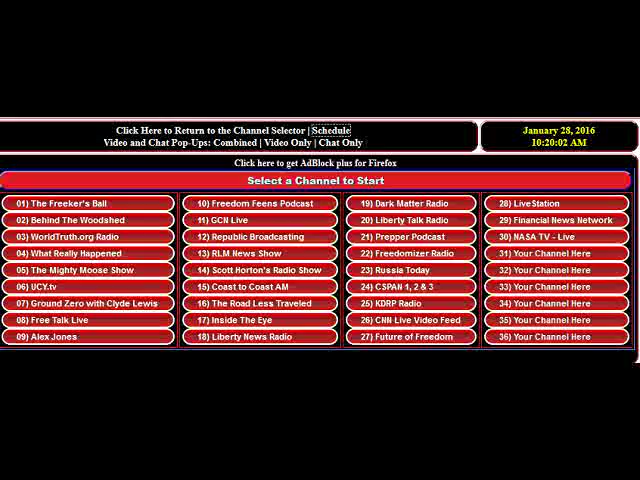 Click Here to Return to the Channel Selector | Schedule
Video and Chat Pop-Ups: Combined | Video Only | Chat Only
January 28, 2016
10:20:02 AM
Click here to get AdBlock plus for Firefox
Select a Channel to Start
01) The Freeker's Ball
02) Behind The Woodshed
03) WorldTruth.org Radio
04) What Really Happened
05) The Mighty Moose Show
06) UCY.tv
07) Ground Zero with Clyde Lewis
08) Free Talk Live
09) Alex Jones
10) Freedom Feens Podcast
11) GCN Live
12) Republic Broadcasting
13) RLM News Show
14) Scott Horton's Radio Show
15) Coast to Coast AM
16) The Road Less Traveled
17) Inside The Eye
18) Liberty News Radio
19) Dark Matter Radio
20) Liberty Talk Radio
21) Prepper Podcast
22) Freedomizer Radio
23) Russia Today
24) CSPAN 1, 2 & 3
25) KDRP Radio
26) CNN Live Video Feed
27) Future of Freedom
28) LiveStation
29) Financial News Network
30) NASA TV - Live
31) Your Channel Here
32) Your Channel Here
33) Your Channel Here
34) Your Channel Here
35) Your Channel Here
36) Your Channel Here